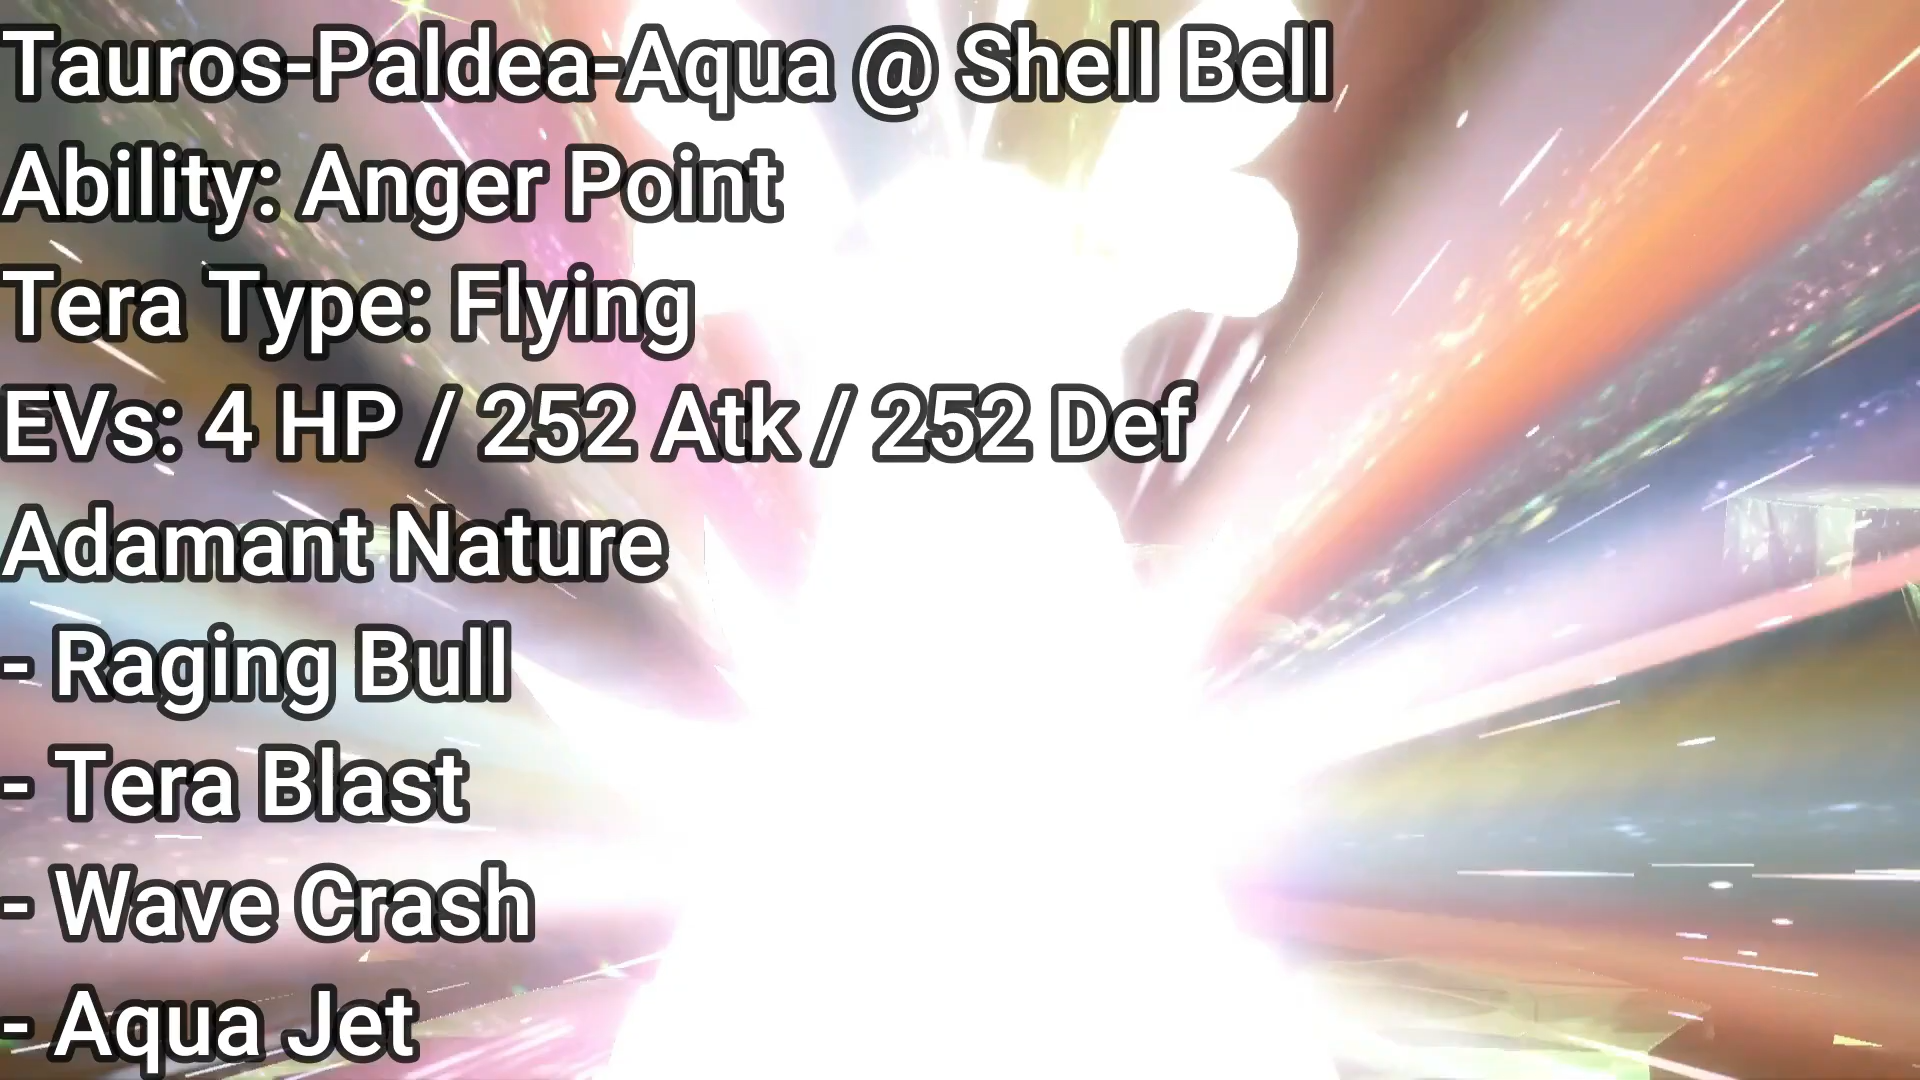 Tauros-Paldea-Aqua @ Shell Bell
Ability: Anger Point
Tera Type: Flying
EVs: 4 HP / 252 Atk / 252 Def
Adamant Nature
- Raging Bull
- Tera Blast
- Wave Crash
- Aqua Jet